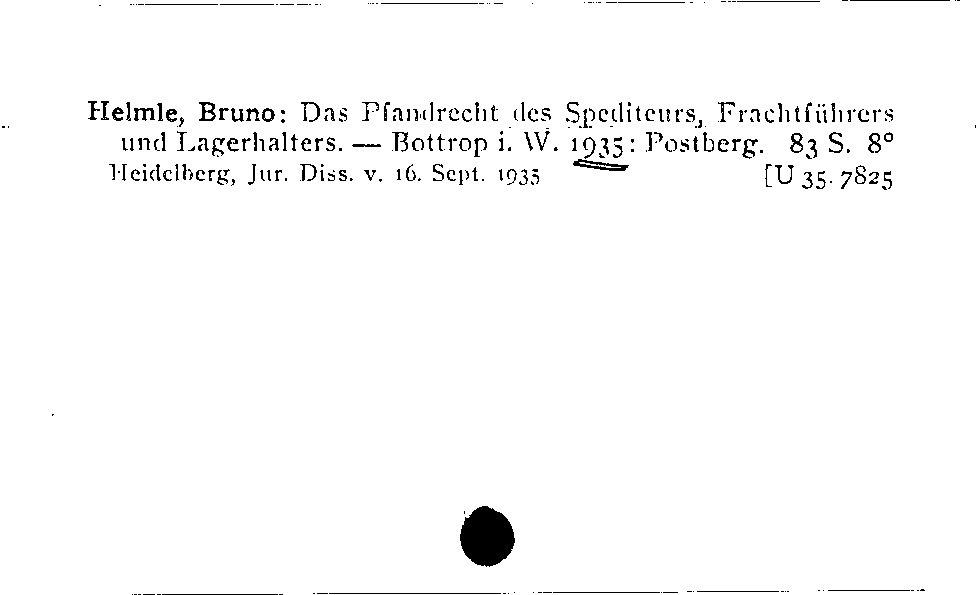 Helmle, Bruno: Das Pfandrecht des Spediteurs, Frachtführers
und Lagerhalters. — Bottrop i. W. 1935: Postberg. 83 S. 8°
Heidelberg, Jur. Diss. v. 16. Sept. 1935 [U 35. 7825